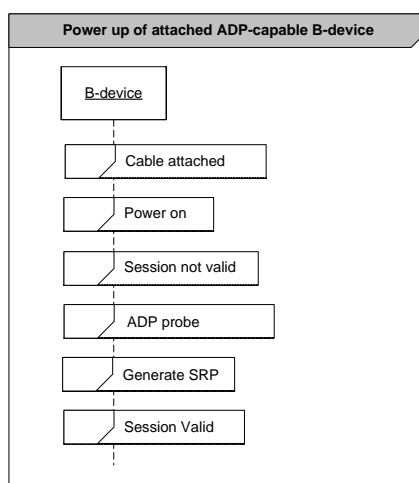 Power up of attached ADP-capable B-device
B-device
Cable attached
Power on
Session not valid
ADP probe
Generate SRP
Session Valid